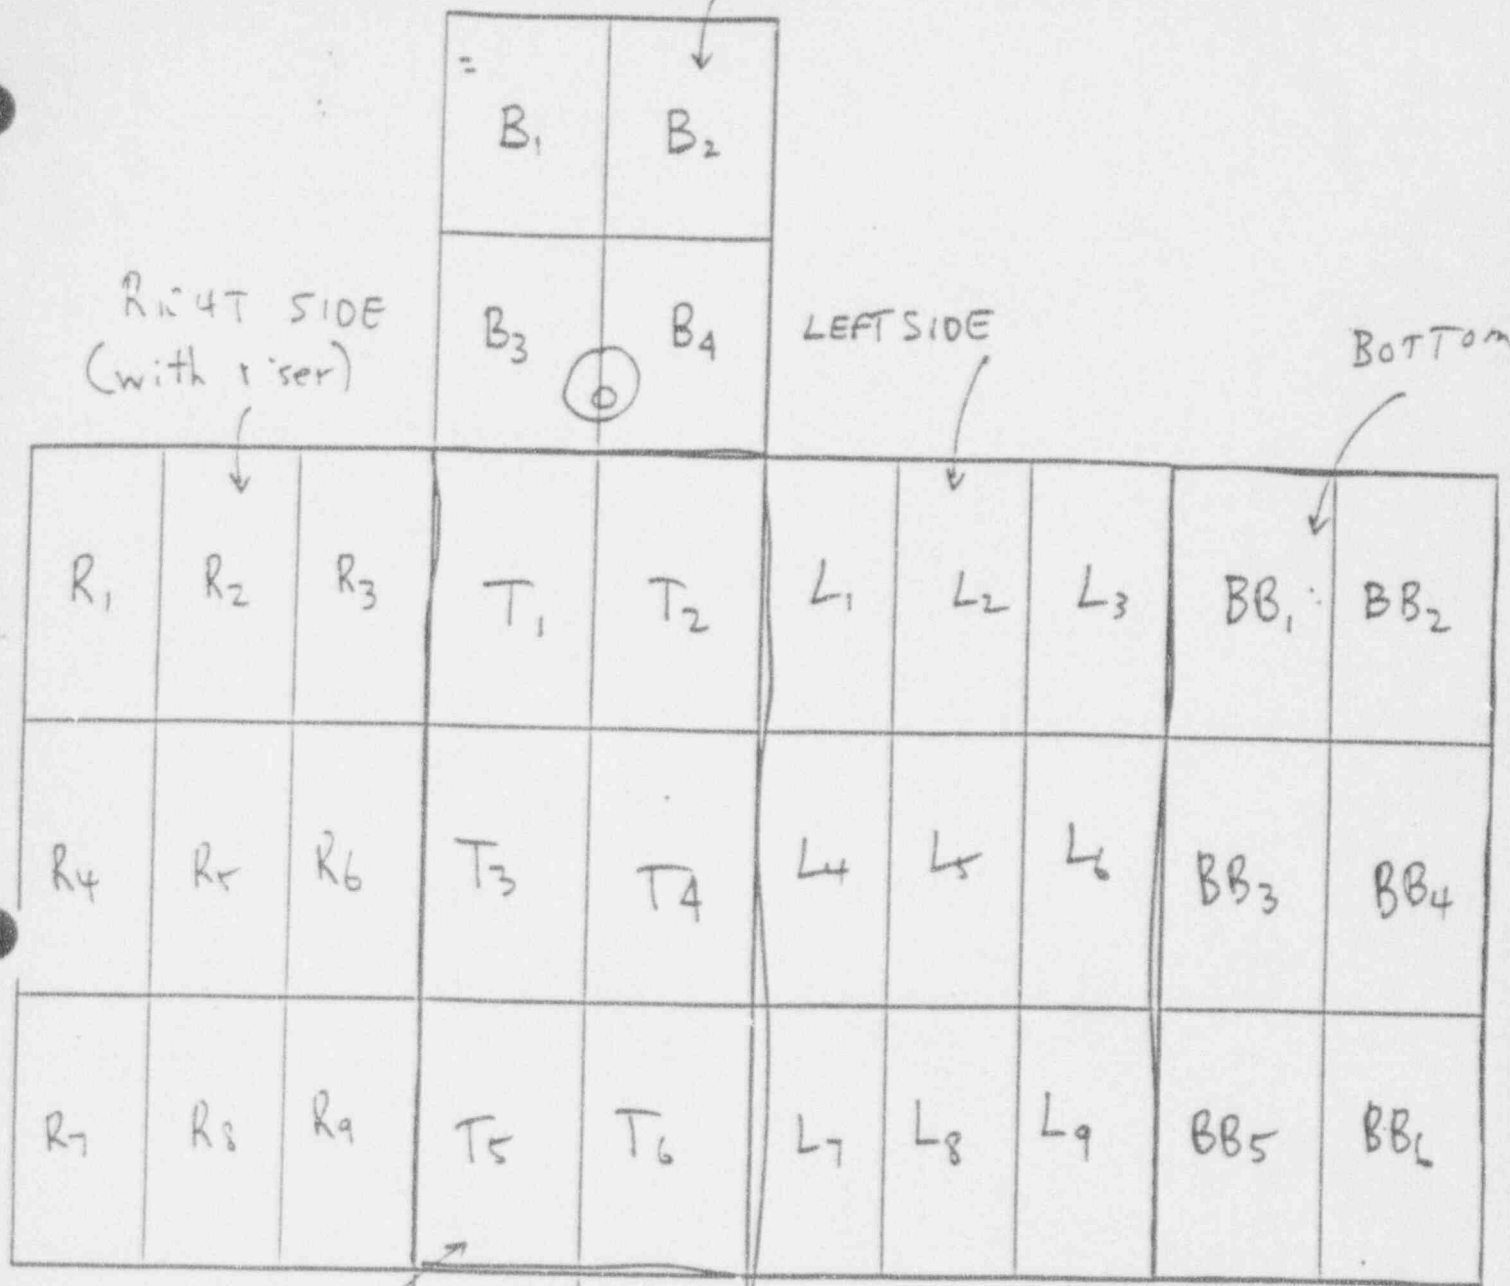 =
B₁ B₂
RIGHT SIDE
(with riser)
B₃ B₄
LEFT SIDE
BOTTOM
R₁ R₂ R₃ T₁ T₂ L₁ L₂ L₃ BB₁ BB₂
R₄ R₅ R₆ T₃ T₄ L₄ L₅ L₆ BB₃ BB₄
R₇ R₈ R₉ T₅ T₆ L₇ L₈ L₉ BB₅ BB₆